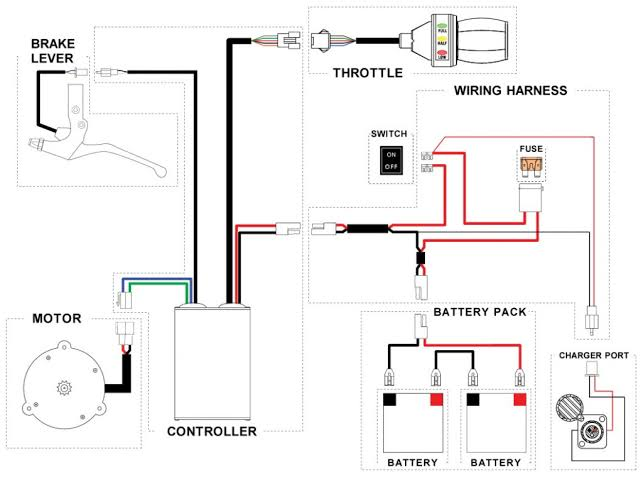 BRAKE
LEVER
FULL
HALF
LOW
THROTTLE
WIRING HARNESS
SWITCH
ON
OFF
FUSE
MOTOR
BATTERY PACK
CHARGER PORT
CONTROLLER
BATTERY
BATTERY